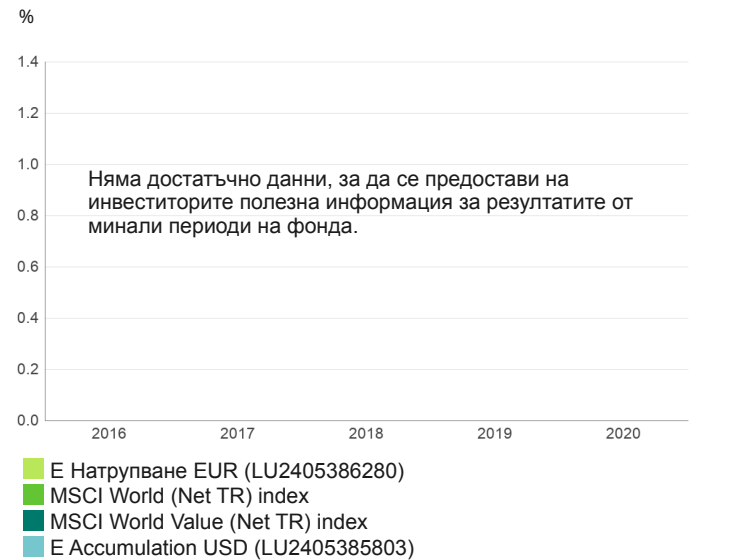 %
1.4
1.2
1.0
Няма достатъчно данни, за да се предостави на
инвеститорите полезна информация за резултатите от
минали периоди на фонда.
0.8
0.6
0.4
0.2
0.0
2016 2017 2018 2019 2020
Е Натрупване EUR (LU2405386280)
MSCI World (Net TR) index
MSCI World Value (Net TR) index
E Accumulation USD (LU2405385803)